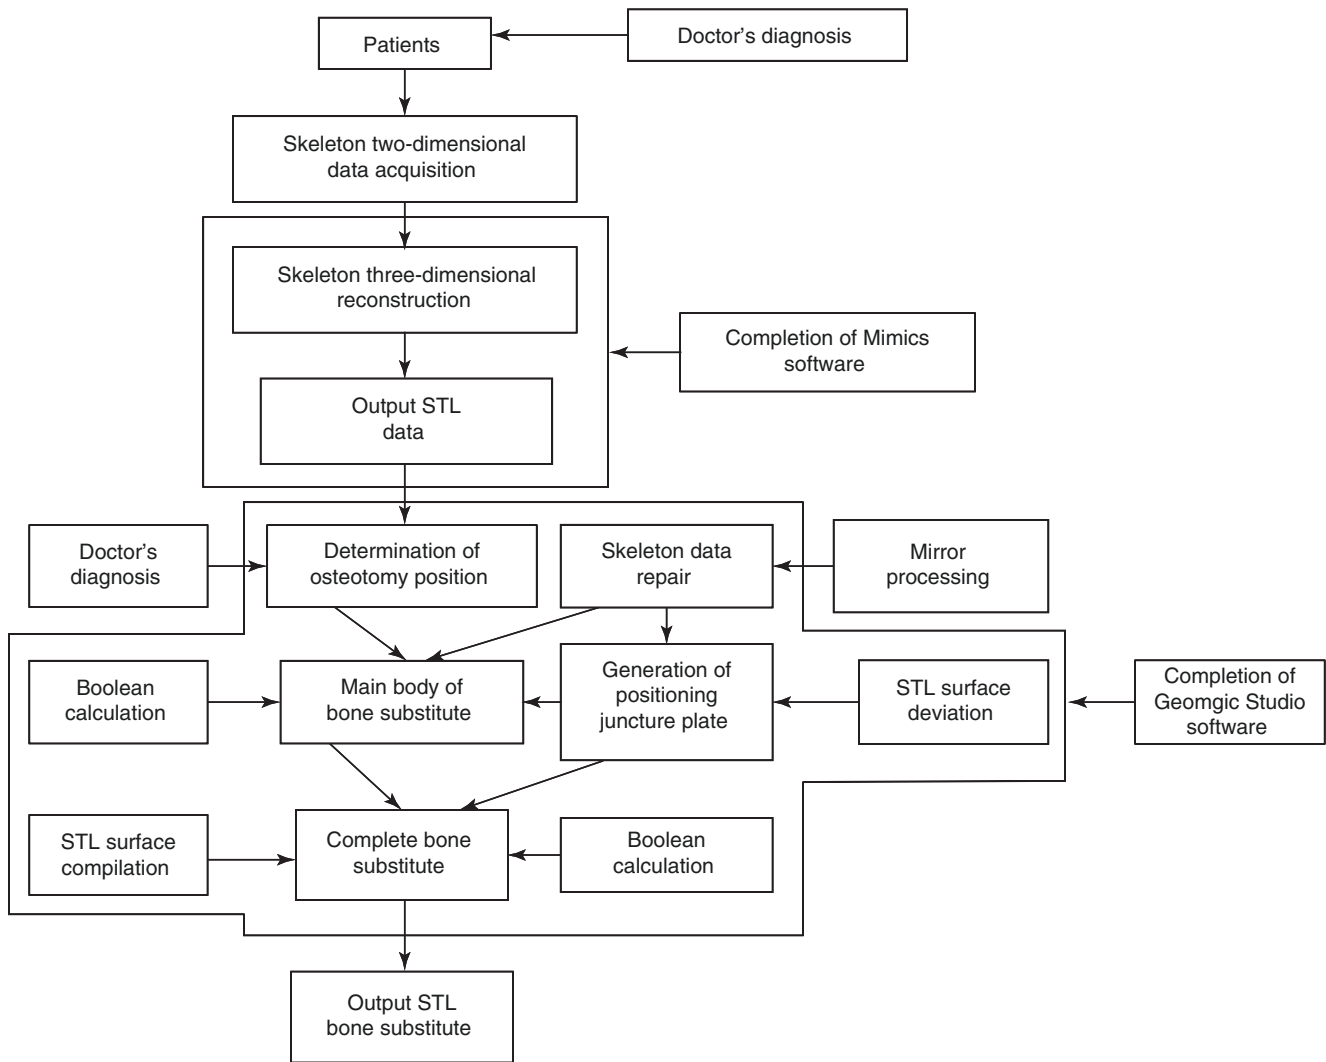 Patients
Doctor's diagnosis
Skeleton two-dimensional
data acquisition
Skeleton three-dimensional
reconstruction
Completion of Mimics
software
Output STL
data
Doctor's
diagnosis
Determination of
osteotomy position
Skeleton data
repair
Mirror
processing
Boolean
calculation
Main body of
bone substitute
Generation of
positioning
juncture plate
STL surface
deviation
Completion of
Geomgic Studio
software
STL surface
compilation
Complete bone
substitute
Boolean
calculation
Output STL
bone substitute